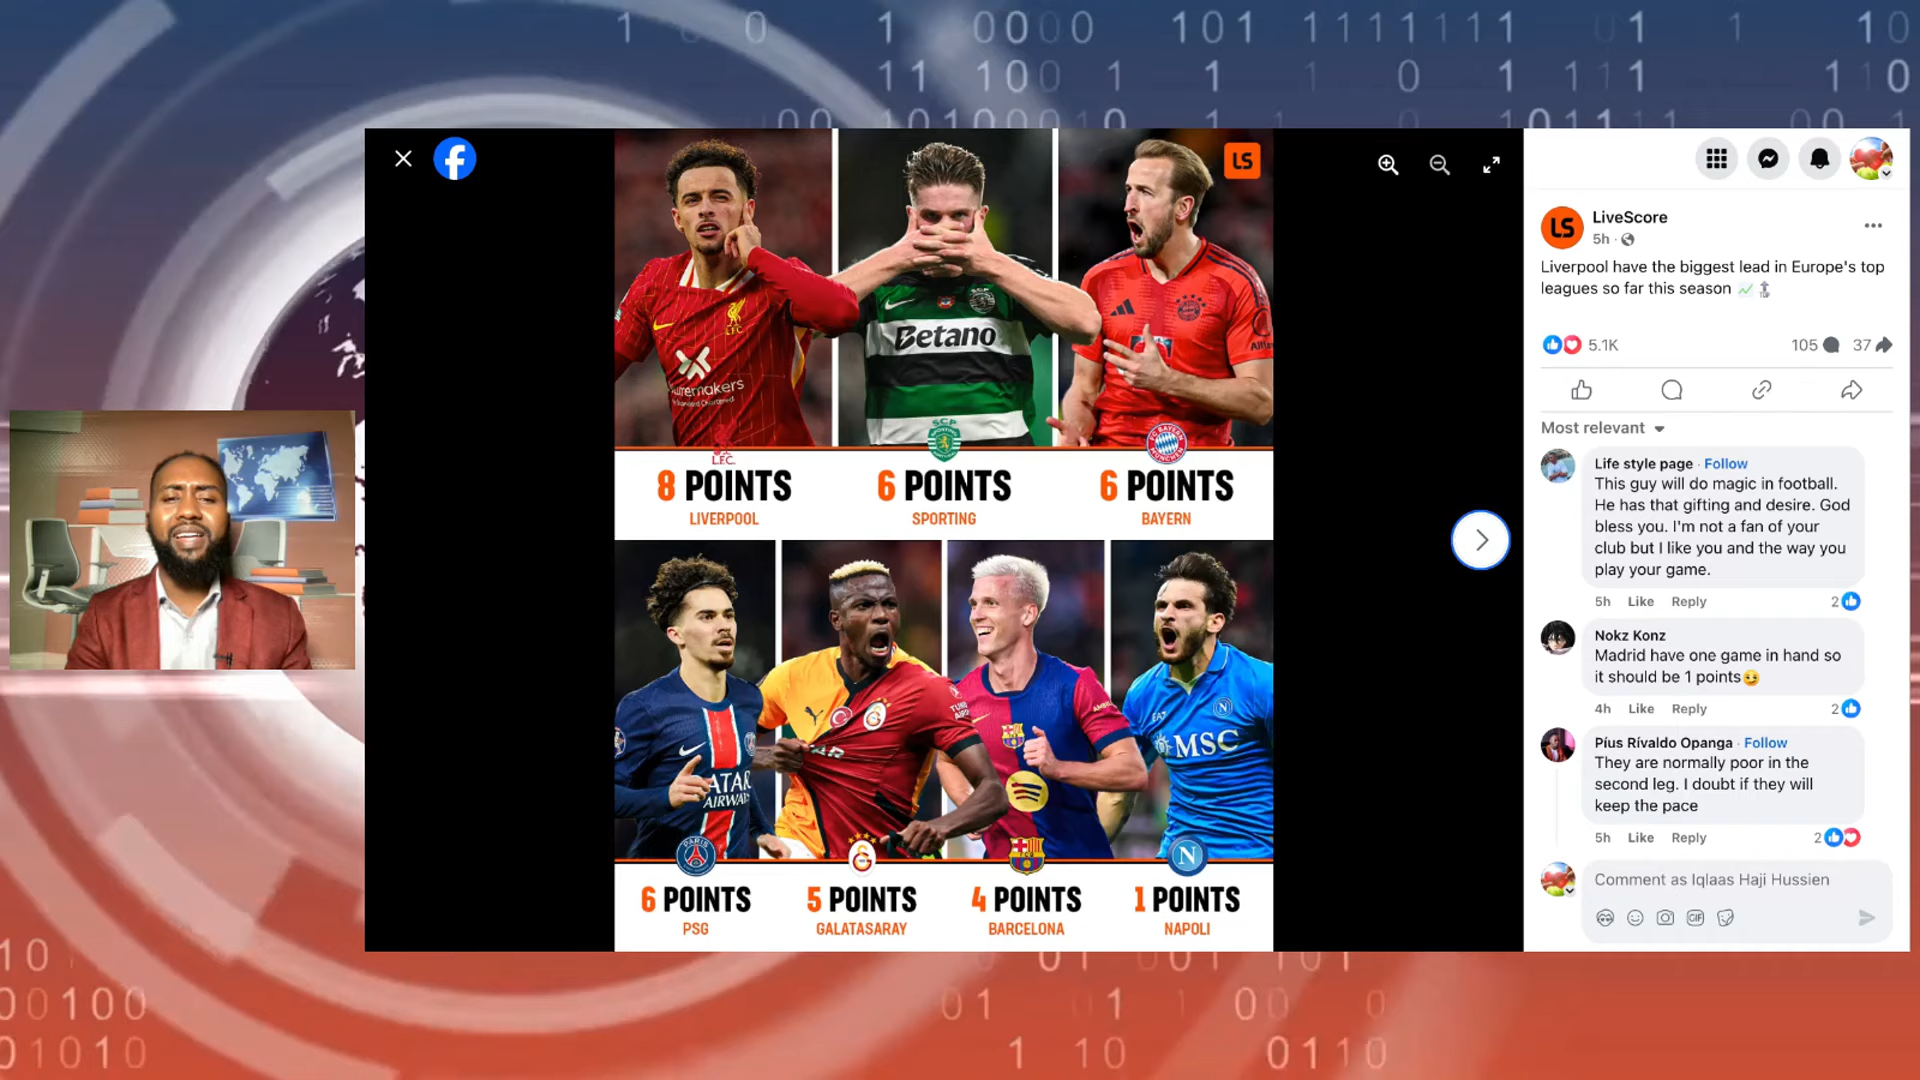 LS
8 POINTS
LIVERPOOL
6 POINTS
SPORTING
6 POINTS
BAYERN
Betano
L.F.C.
MSC
6 POINTS
PSG
5 POINTS
GALATASARAY
4 POINTS
BARCELONA
1 POINTS
NAPOLI
LS
LiveScore
5h ·
Liverpool have the biggest lead in Europe's top
leagues so far this season
5.1K
105
37
Most relevant
Life style page · Follow
This guy will do magic in football.
He has that gifting and desire. God
bless you. I'm not a fan of your
club but I like you and the way you
play your game.
5h Like Reply 2
Nokz Konz
Madrid have one game in hand so
it should be 1 points
4h Like Reply 2
Píus Rívaldo Opanga · Follow
They are normally poor in the
second leg. I doubt if they will
keep the pace
5h Like Reply 2
Comment as Iqlaas Haji Hussien
GIF